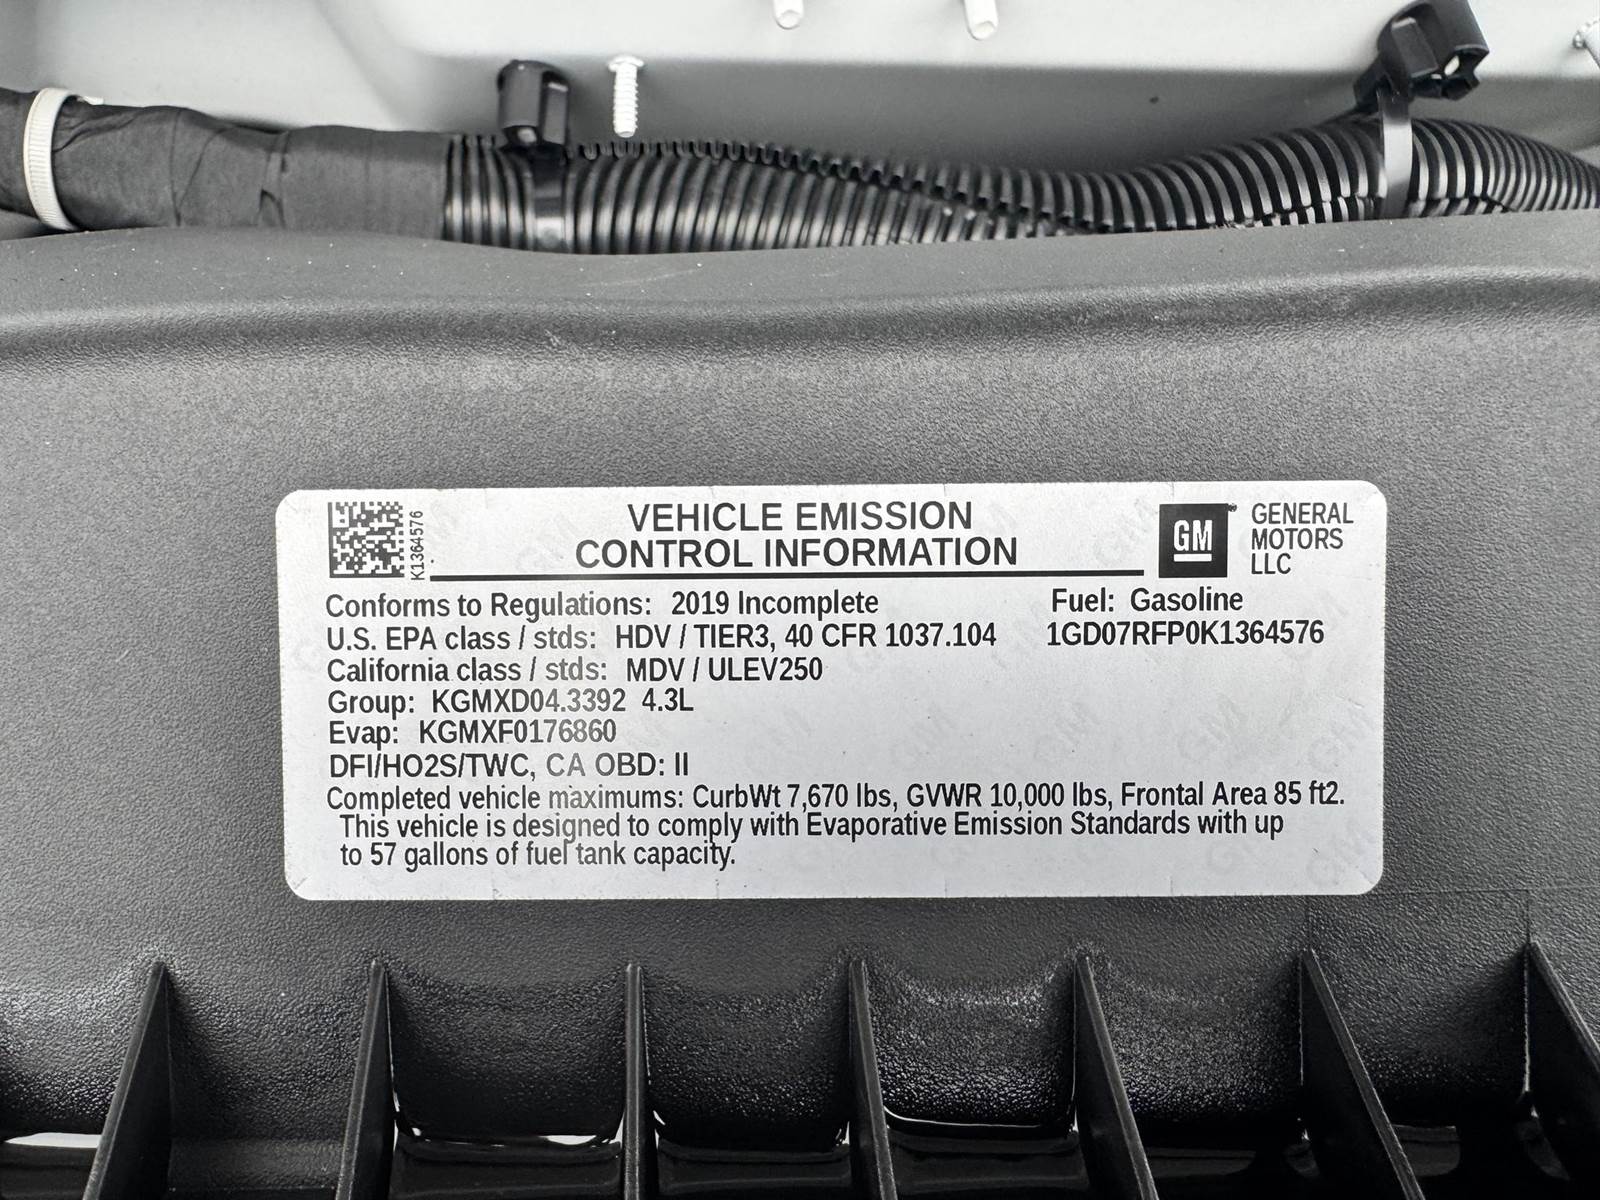 K1364576
VEHICLE EMISSION
CONTROL INFORMATION
GM
GENERAL
MOTORS
LLC
Conforms to Regulations: 2019 Incomplete
Fuel: Gasoline
U.S. EPA class / stds: HDV / TIER3, 40 CFR 1037.104
1GD07RFP0K1364576
California class / stds: MDV / ULEV250
Group: KGMXD04.3392 4.3L
Evap: KGMXF0176860
DFI/HO2S/TWC, CA OBD: II
Completed vehicle maximums: CurbWt 7,670 lbs, GVWR 10,000 lbs, Frontal Area 85 ft2.
This vehicle is designed to comply with Evaporative Emission Standards with up
to 57 gallons of fuel tank capacity.